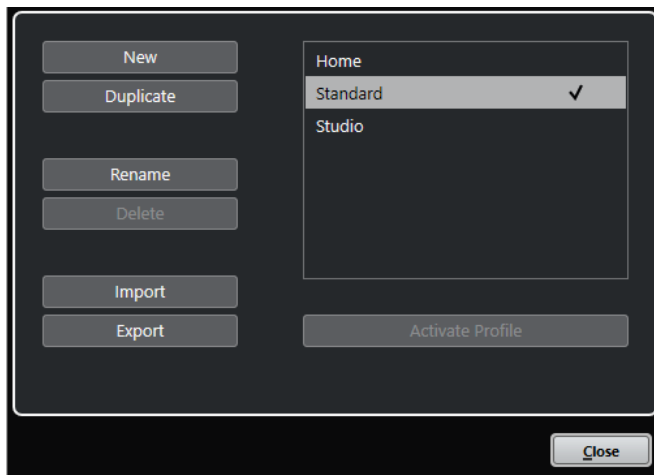 New
Duplicate
Rename
Delete
Import
Export
Home
Standard ✓
Studio
Activate Profile
Close